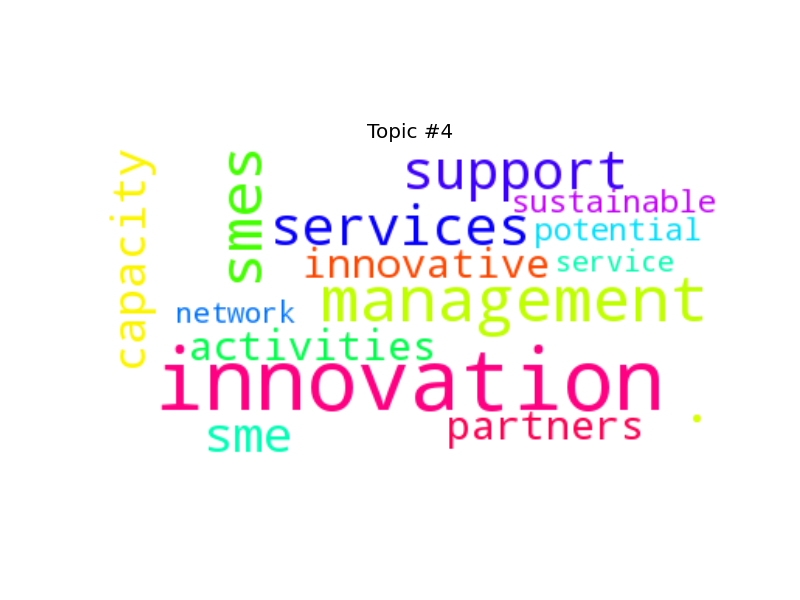 Topic #4
capacity
smes
support
sustainable
services
potential
innovative
service
management
network
activities
innovation
.
partners
sme